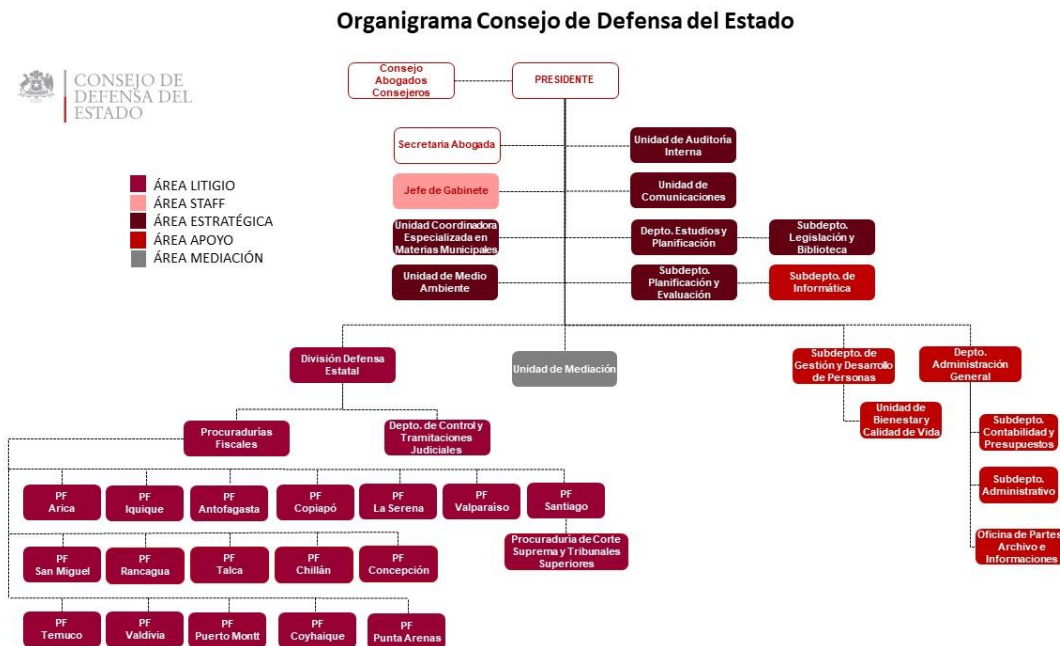 Organigrama Consejo de Defensa del Estado
CONSEJO DE
DEFENSA DEL
ESTADO
Consejo
Abogados
Consejeros
PRESIDENTE
Secretaria Abogada
Unidad de Auditoría
Interna
Jefe de Gabinete
Unidad de
Comunicaciones
ÁREA LITIGIO
ÁREA STAFF
ÁREA ESTRATÉGICA
ÁREA APOYO
ÁREA MEDIACIÓN
Unidad Coordinadora
Especializada en
Materias Municipales
Depto. Estudios y
Planificación
Subdepto.
Legislación y
Biblioteca
Unidad de Medio
Ambiente
Subdepto.
Planificación y
Evaluación
Subdepto. de
Informática
División Defensa
Estatal
Unidad de Mediación
Subdepto. de
Gestión y Desarrollo
de Personas
Depto.
Administración
General
Procuradurías
Fiscales
Depto. de Control y
Tramitaciones
Judiciales
Unidad de
Bienestar y
Calidad de Vida
Subdepto.
Contabilidad y
Presupuestos
PF
Arica
PF
Iquique
PF
Antofagasta
PF
Copiapó
PF
La Serena
PF
Valparaíso
PF
Santiago
Subdepto.
Administrativo
Procuraduría de Corte
Suprema y Tribunales
Superiores
Oficina de Partes
Archivo e
Informaciones
PF
San Miguel
PF
Rancagua
PF
Talca
PF
Chillán
PF
Concepción
PF
Temuco
PF
Valdivia
PF
Puerto Montt
PF
Coyhaique
PF
Punta Arenas